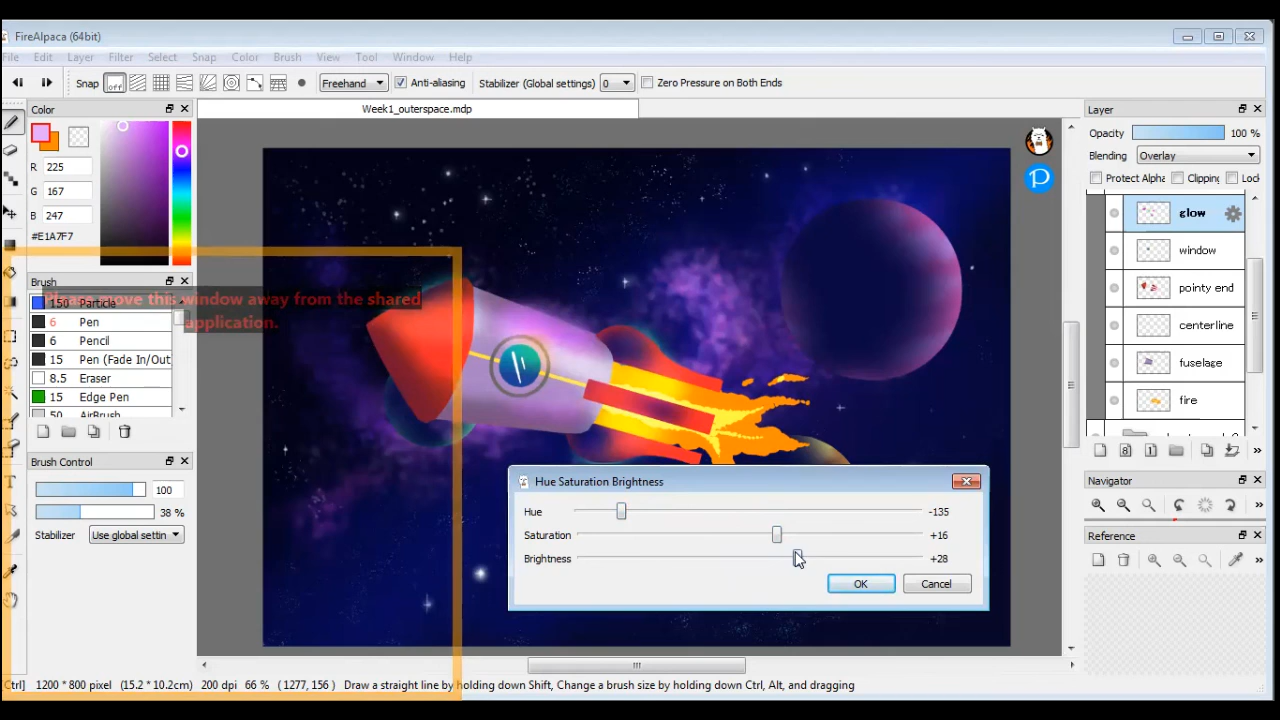 FireAlpaca (64bit)
File Edit Layer Filter Select Snap Color Brush View Tool Window Help
Snap off Freehand Anti-aliasing Stabilizer (Global settings) 0 Zero Pressure on Both Ends
Color
Week1_outerspace.mdp
Layer
Opacity 100 %
Blending Overlay
Protect Alpha Clipping Lock
R 225
G 167
B 247
#E1A7F7
glow
window
pointy end
centerline
fuselage
fire
Brush
Please move this window away from the shared
application.
150 Particle
6 Pen
6 Pencil
15 Pen (Fade In/Out
8.5 Eraser
15 Edge Pen
50 AirBrush
Brush Control
100
38 %
Stabilizer Use global settin
Hue Saturation Brightness
Hue -135
Saturation +16
Brightness +28
OK Cancel
8 1
Navigator
Reference
Ctrl] 1200 * 800 pixel (15.2 * 10.2cm) 200 dpi 66 % (1277, 156) Draw a straight line by holding down Shift, Change a brush size by holding down Ctrl, Alt, and dragging